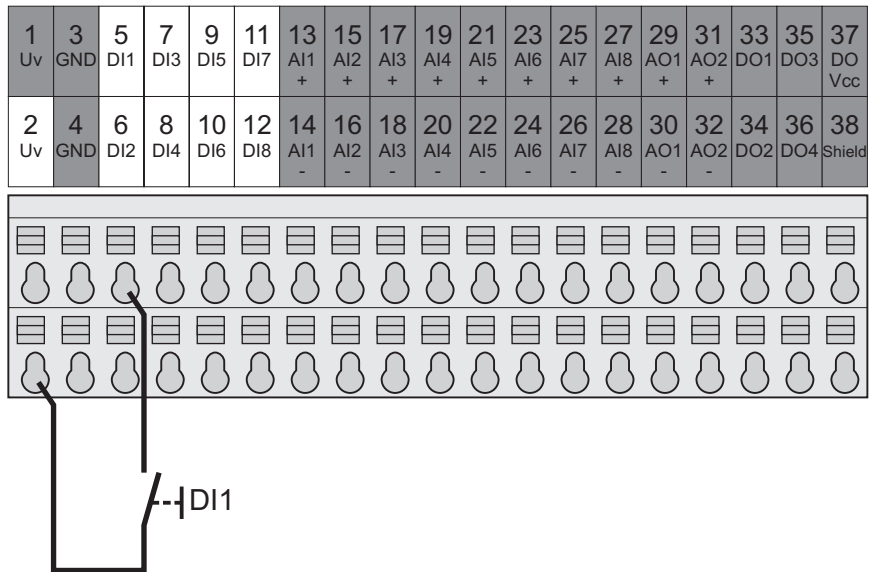 1 3 5 7 9 11 13 15 17 19 21 23 25 27 29 31 33 35 37
Uv GND DI1 DI3 DI5 DI7 AI1 AI2 AI3 AI4 AI5 AI6 AI7 AI8 AO1 AO2 DO1 DO3 DO
+ + + + + + + + + + Vcc
2 4 6 8 10 12 14 16 18 20 22 24 26 28 30 32 34 36 38
Uv GND DI2 DI4 DI6 DI8 AI1 AI2 AI3 AI4 AI5 AI6 AI7 AI8 AO1 AO2 DO2 DO4 Shield
- - - - - - - - - -
DI1